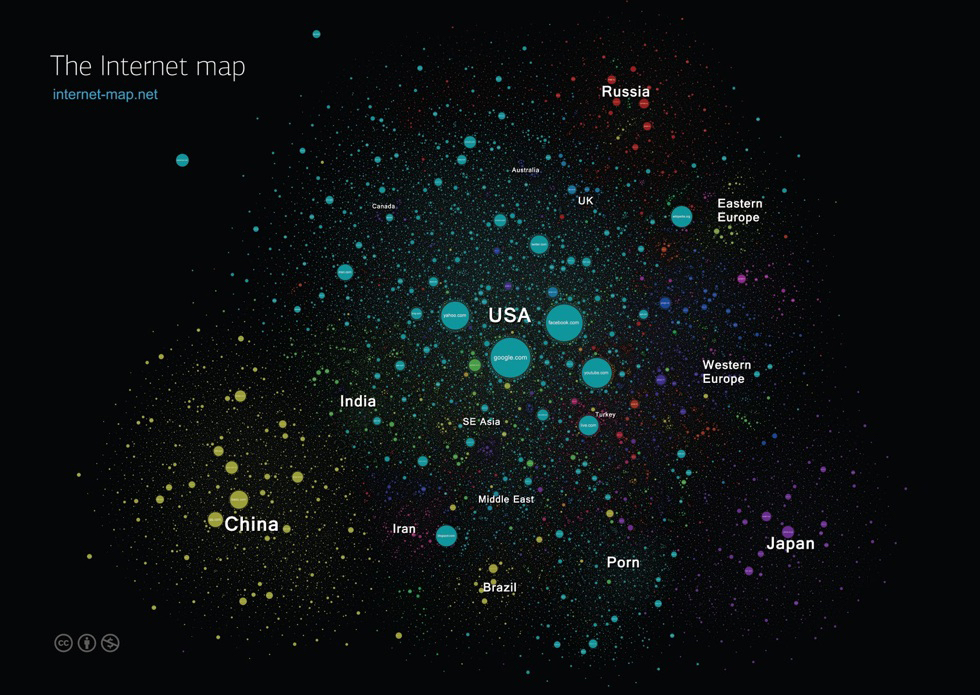 The Internet map
internet-map.net
Russia
Australia
UK
Canada
Eastern
Europe
USA
yahoo.com
facebook.com
google.com
youtube.com
Western
Europe
India
Turkey
SE Asia
live.com
Middle East
China
Iran
Japan
Porn
Brazil
cc